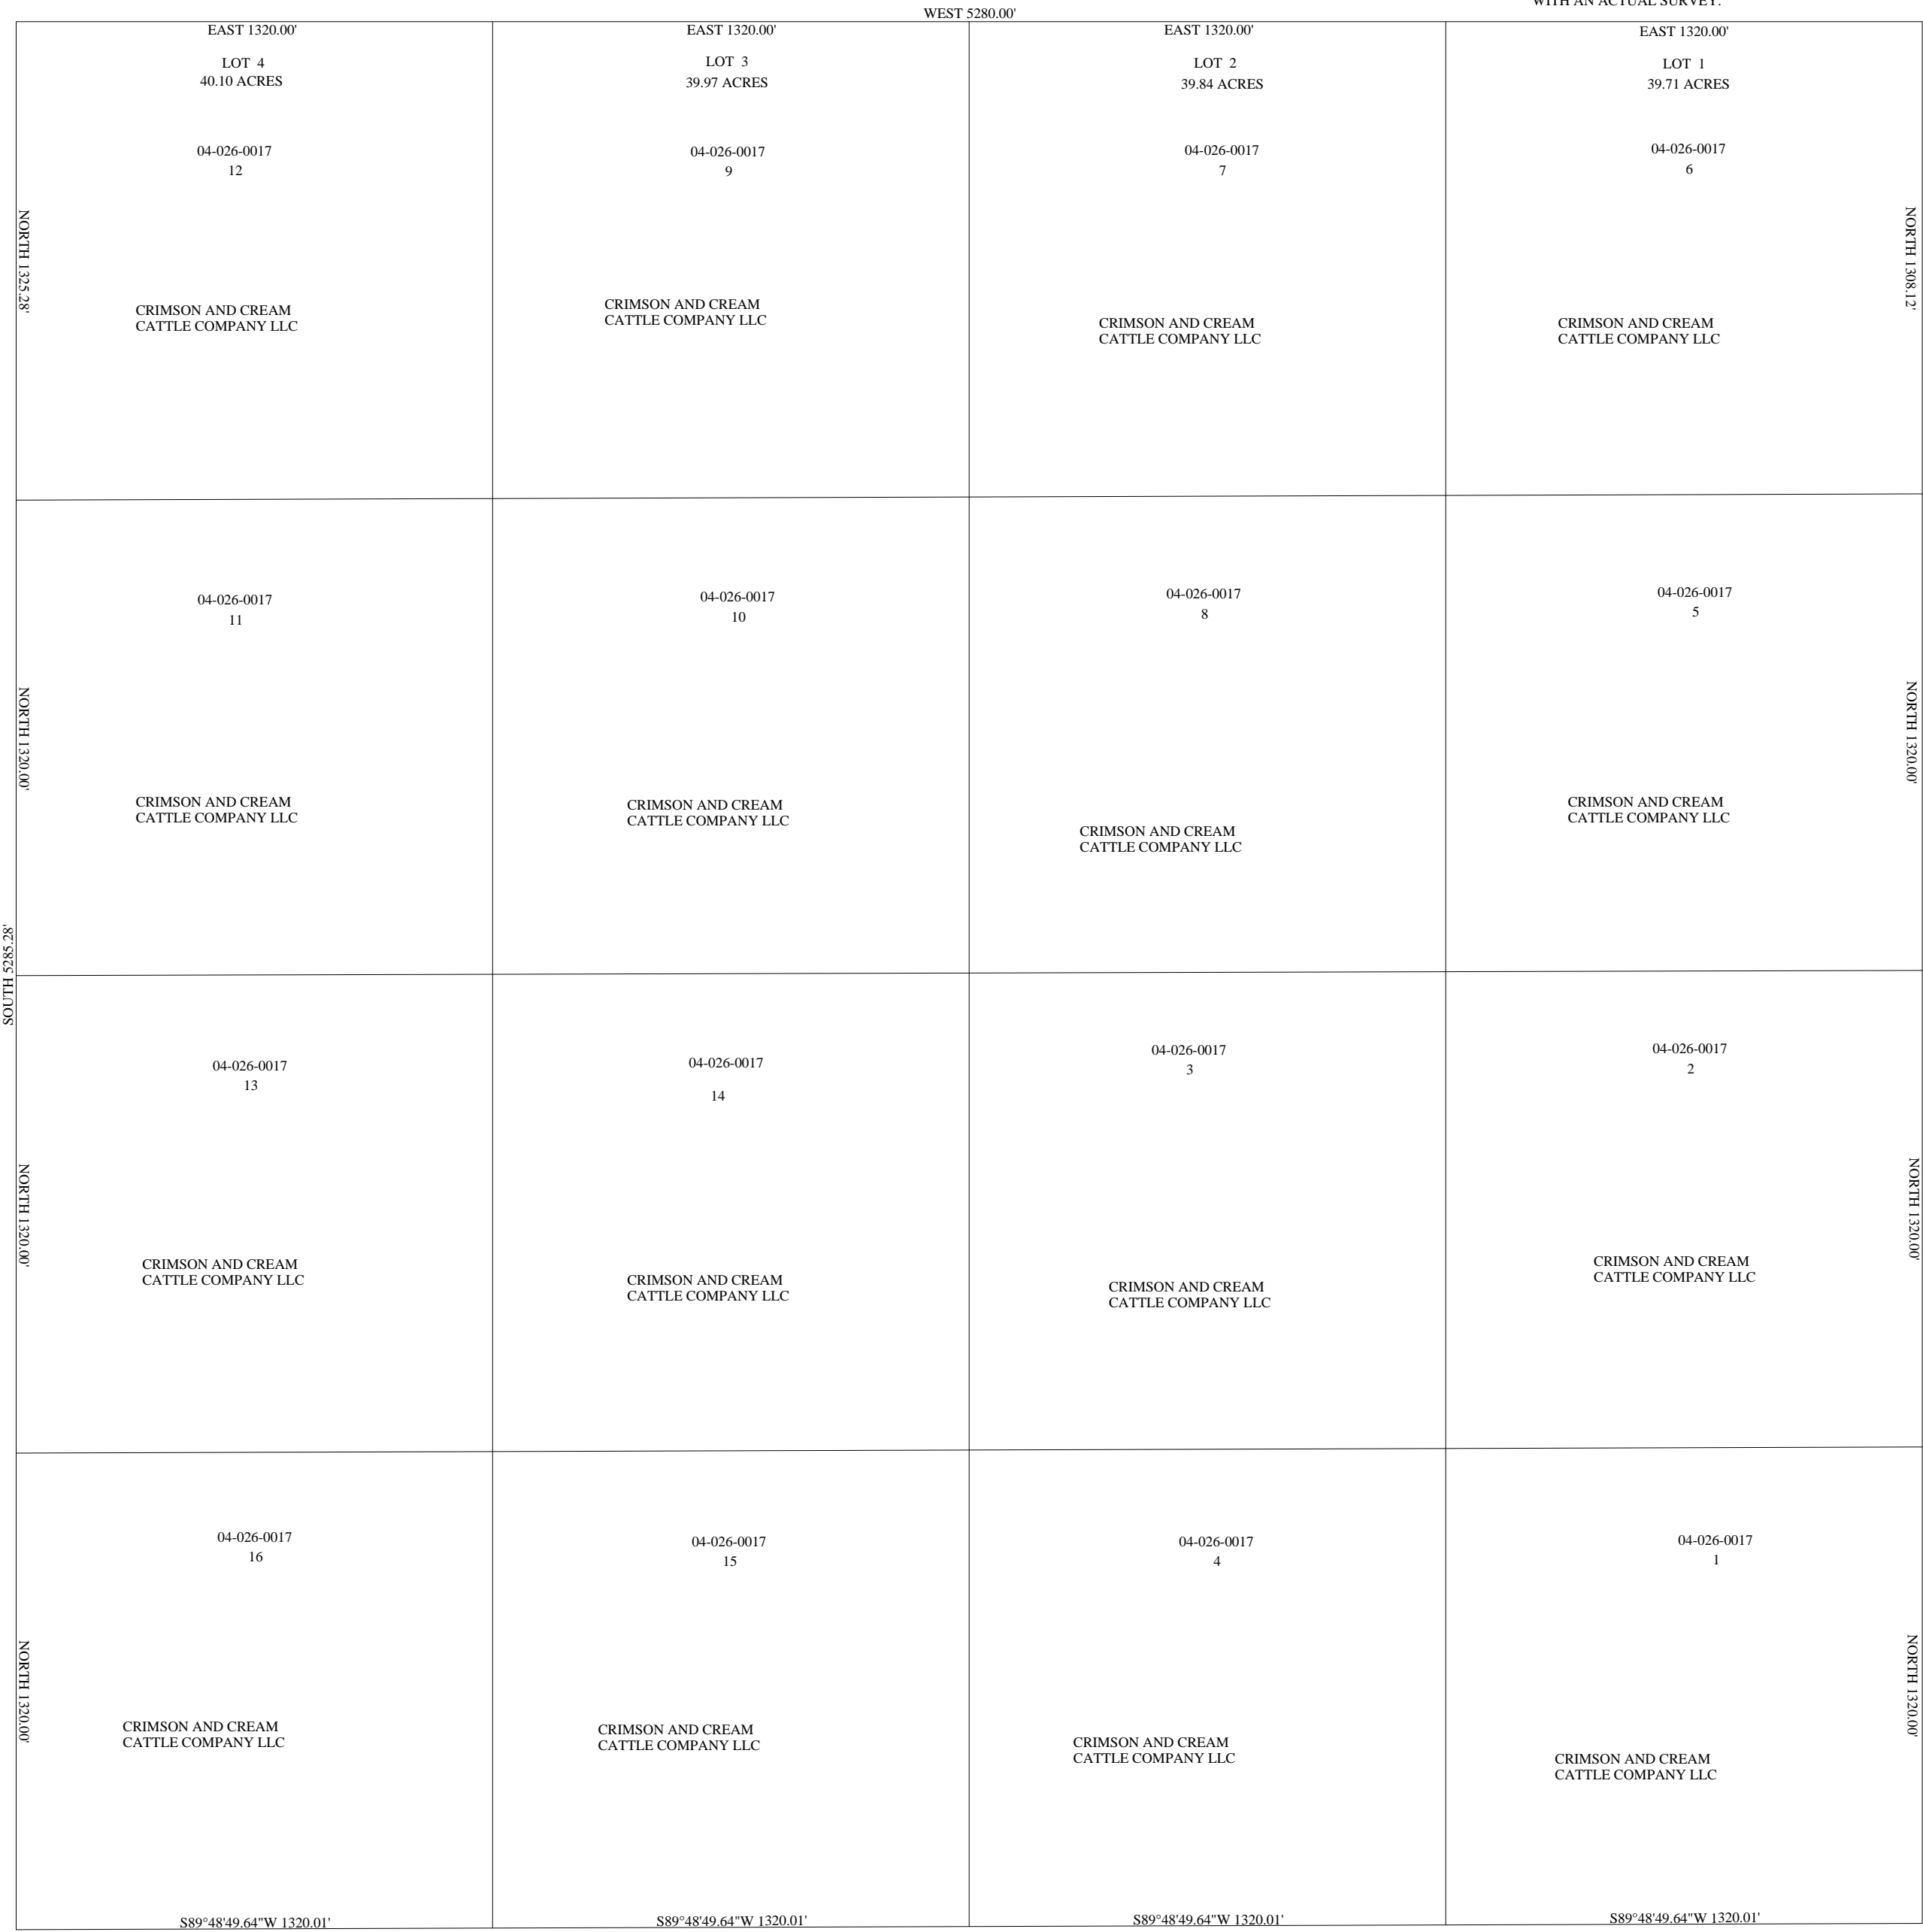 WITH AN ACTUAL SURVEY.
WEST 5280.00'
EAST 1320.00'
EAST 1320.00'
EAST 1320.00'
EAST 1320.00'
LOT 4
40.10 ACRES
LOT 3
39.97 ACRES
LOT 2
39.84 ACRES
LOT 1
39.71 ACRES
04-026-0017
12
04-026-0017
9
04-026-0017
7
04-026-0017
6
NORTH 1325.28'
NORTH 1308.12'
CRIMSON AND CREAM
CATTLE COMPANY LLC
CRIMSON AND CREAM
CATTLE COMPANY LLC
CRIMSON AND CREAM
CATTLE COMPANY LLC
CRIMSON AND CREAM
CATTLE COMPANY LLC
04-026-0017
11
04-026-0017
10
04-026-0017
8
04-026-0017
5
NORTH 1320.00'
NORTH 1320.00'
CRIMSON AND CREAM
CATTLE COMPANY LLC
CRIMSON AND CREAM
CATTLE COMPANY LLC
CRIMSON AND CREAM
CATTLE COMPANY LLC
CRIMSON AND CREAM
CATTLE COMPANY LLC
SOUTH 5285.28'
04-026-0017
13
04-026-0017
14
04-026-0017
3
04-026-0017
2
NORTH 1320.00'
NORTH 1320.00'
CRIMSON AND CREAM
CATTLE COMPANY LLC
CRIMSON AND CREAM
CATTLE COMPANY LLC
CRIMSON AND CREAM
CATTLE COMPANY LLC
CRIMSON AND CREAM
CATTLE COMPANY LLC
04-026-0017
16
04-026-0017
15
04-026-0017
4
04-026-0017
1
NORTH 1320.00'
NORTH 1320.00'
CRIMSON AND CREAM
CATTLE COMPANY LLC
CRIMSON AND CREAM
CATTLE COMPANY LLC
CRIMSON AND CREAM
CATTLE COMPANY LLC
CRIMSON AND CREAM
CATTLE COMPANY LLC
S89°48'49.64"W 1320.01'
S89°48'49.64"W 1320.01'
S89°48'49.64"W 1320.01'
S89°48'49.64"W 1320.01'